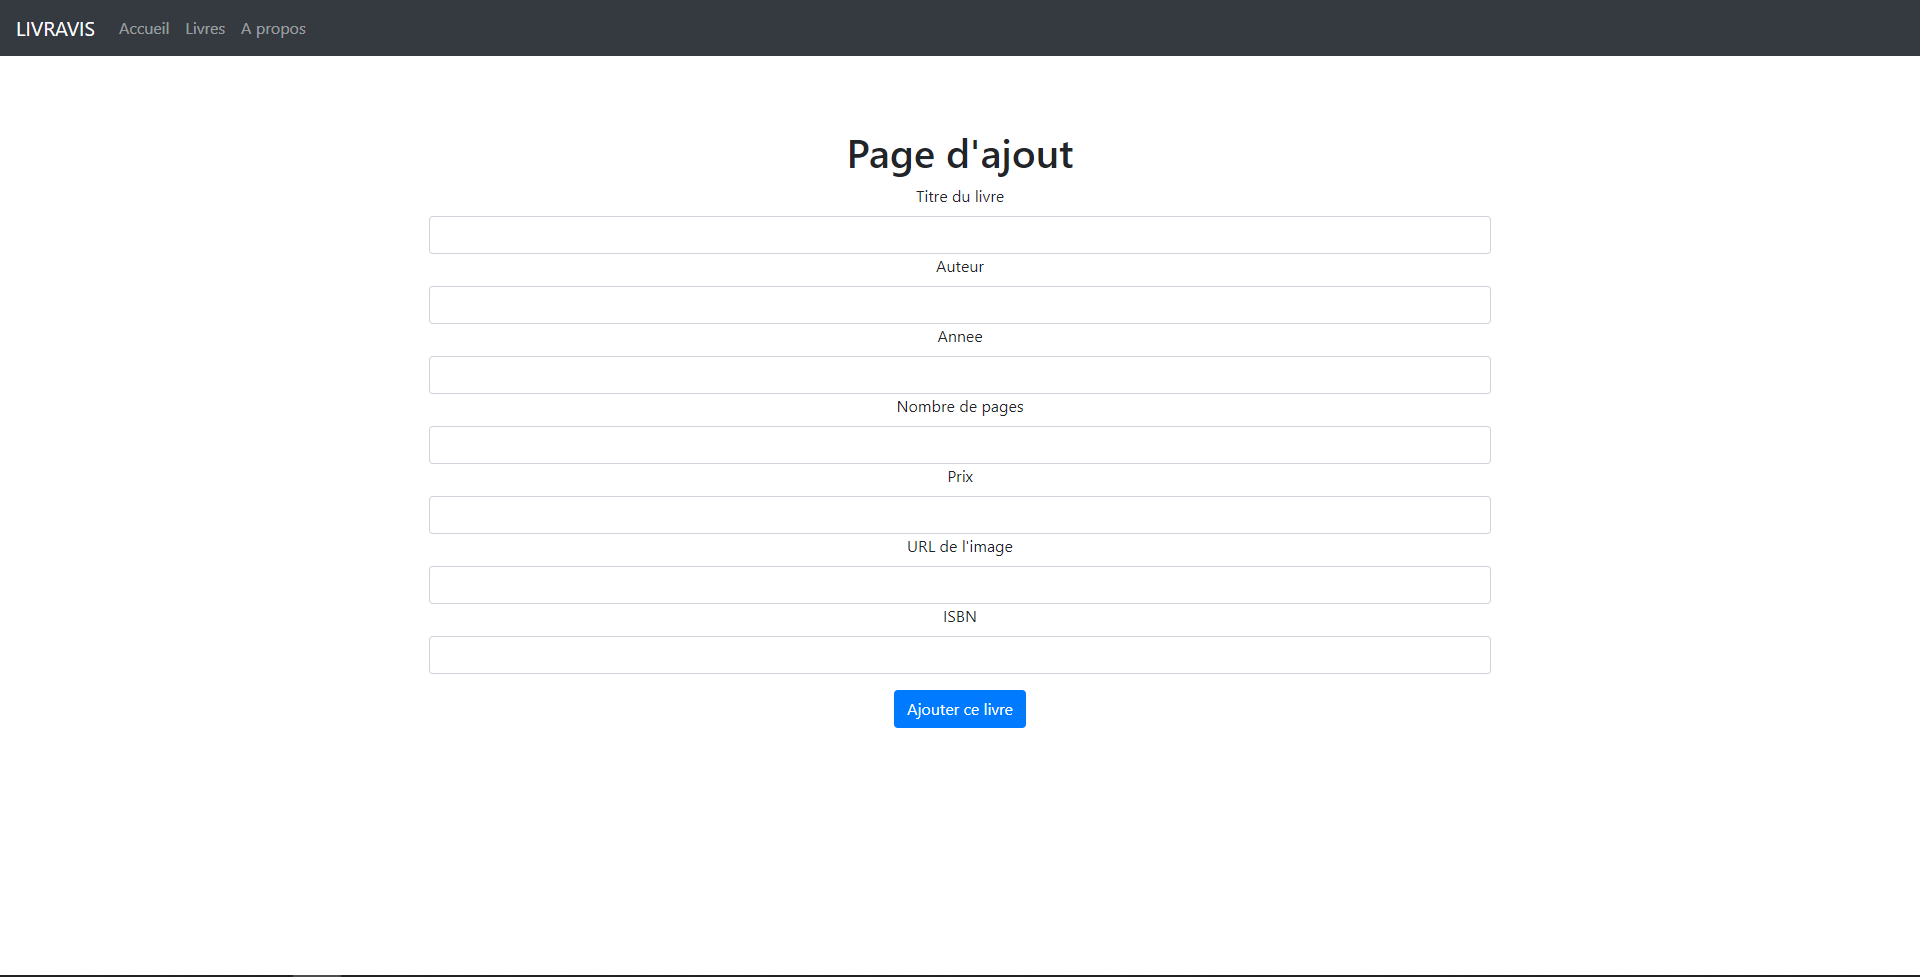 LIVRAVIS Accueil Livres A propos
Page d'ajout
Titre du livre
Auteur
Annee
Nombre de pages
Prix
URL de l'image
ISBN
Ajouter ce livre